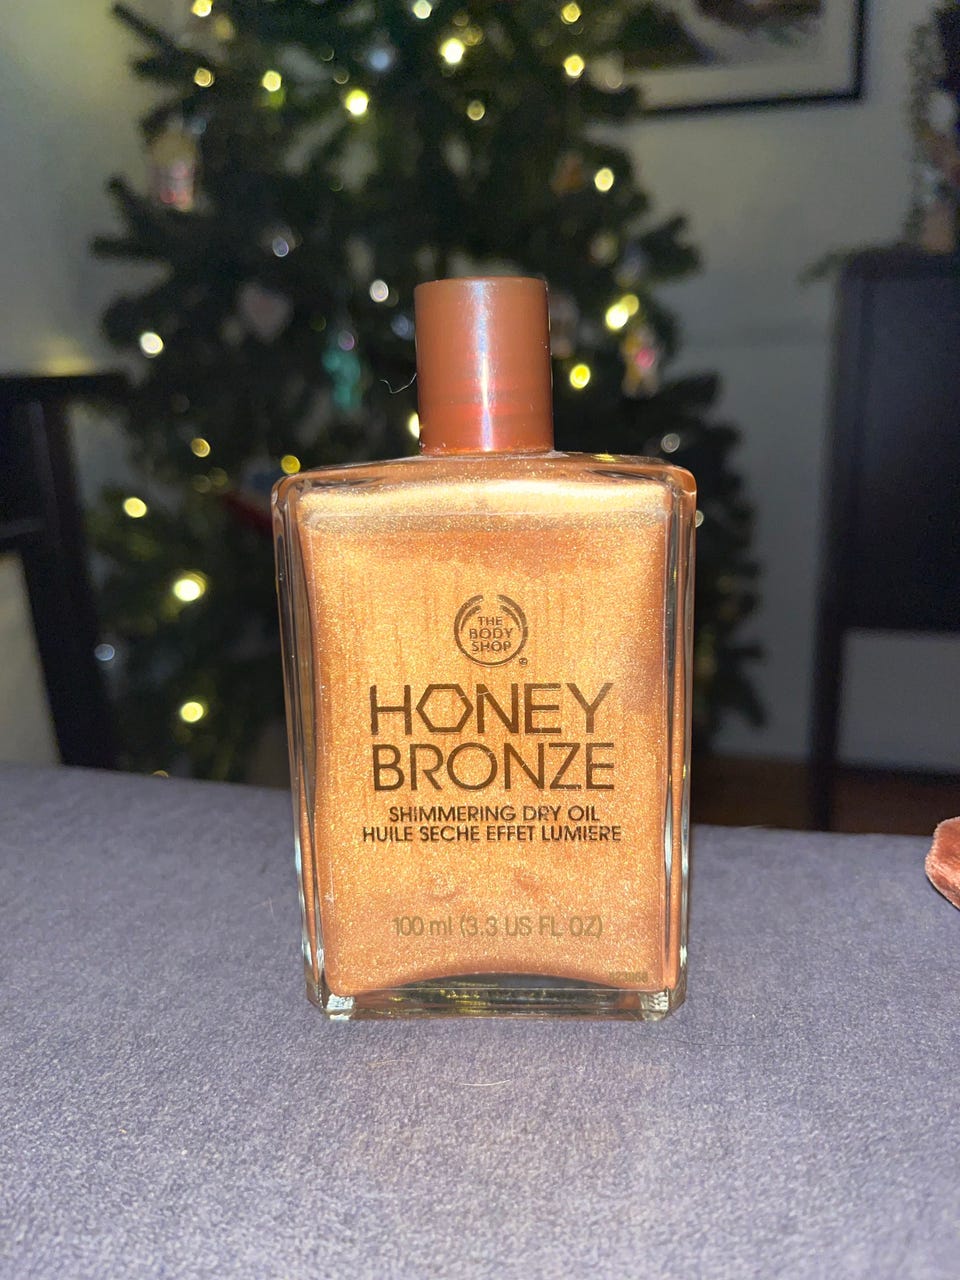 THE
BODY
SHOP
®
HONEY
BRONZE
SHIMMERING DRY OIL
HUILE SECHE EFFET LUMIERE
100 ml (3.3 US FL OZ)